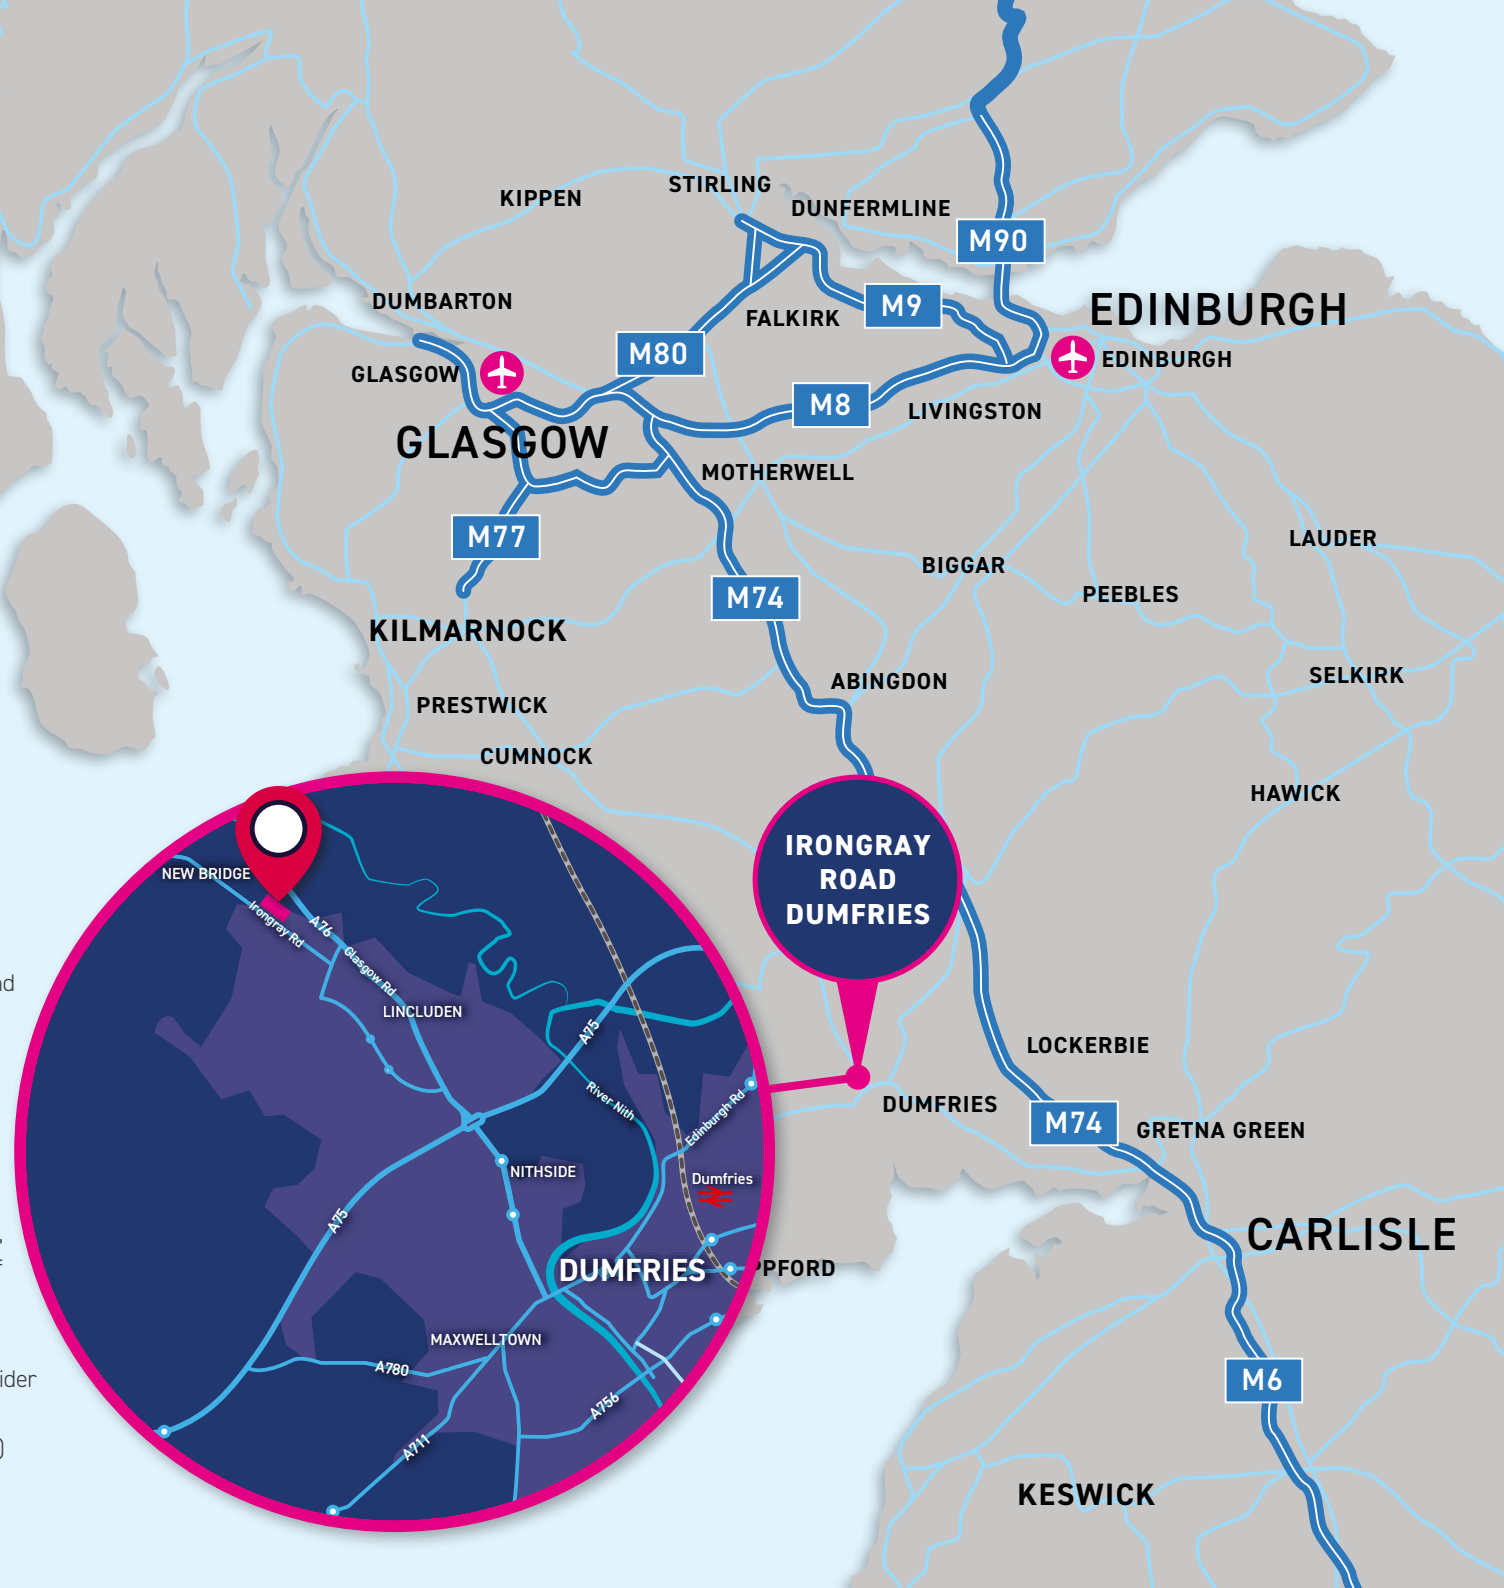 STIRLING
KIPPEN
DUNFERMLINE
M90
DUMBARTON
M9
EDINBURGH
FALKIRK
M80
EDINBURGH
GLASGOW
M8
LIVINGSTON
GLASGOW
MOTHERWELL
M77
LAUDER
BIGGAR
PEEBLES
M74
KILMARNOCK
SELKIRK
ABINGDON
PRESTWICK
CUMNOCK
HAWICK
IRONGRAY
ROAD
DUMFRIES
NEW BRIDGE
Irongray Rd
A76
Glasgow Rd
LINCLUDEN
A75
River Nith
Edinburgh Rd
NITHSIDE
Dumfries
A75
DUMFRIES
MAXWELLTOWN
A780
A756
A711
LOCKERBIE
DUMFRIES
M74
GRETNA GREEN
CARLISLE
PPFORD
M6
KESWICK
ider